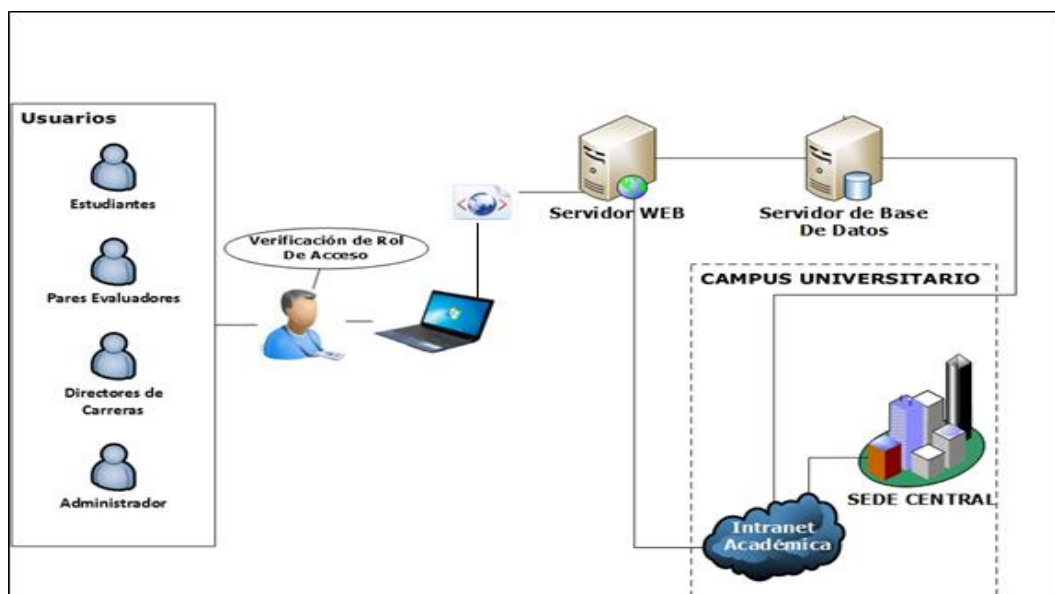 Usuarios
Estudiantes
Pares Evaluadores
Directores de
Carreras
Administrador
Verificación de Rol
De Acceso
Servidor WEB
Servidor de Base
De Datos
CAMPUS UNIVERSITARIO
SEDE CENTRAL
Intranet
Académica